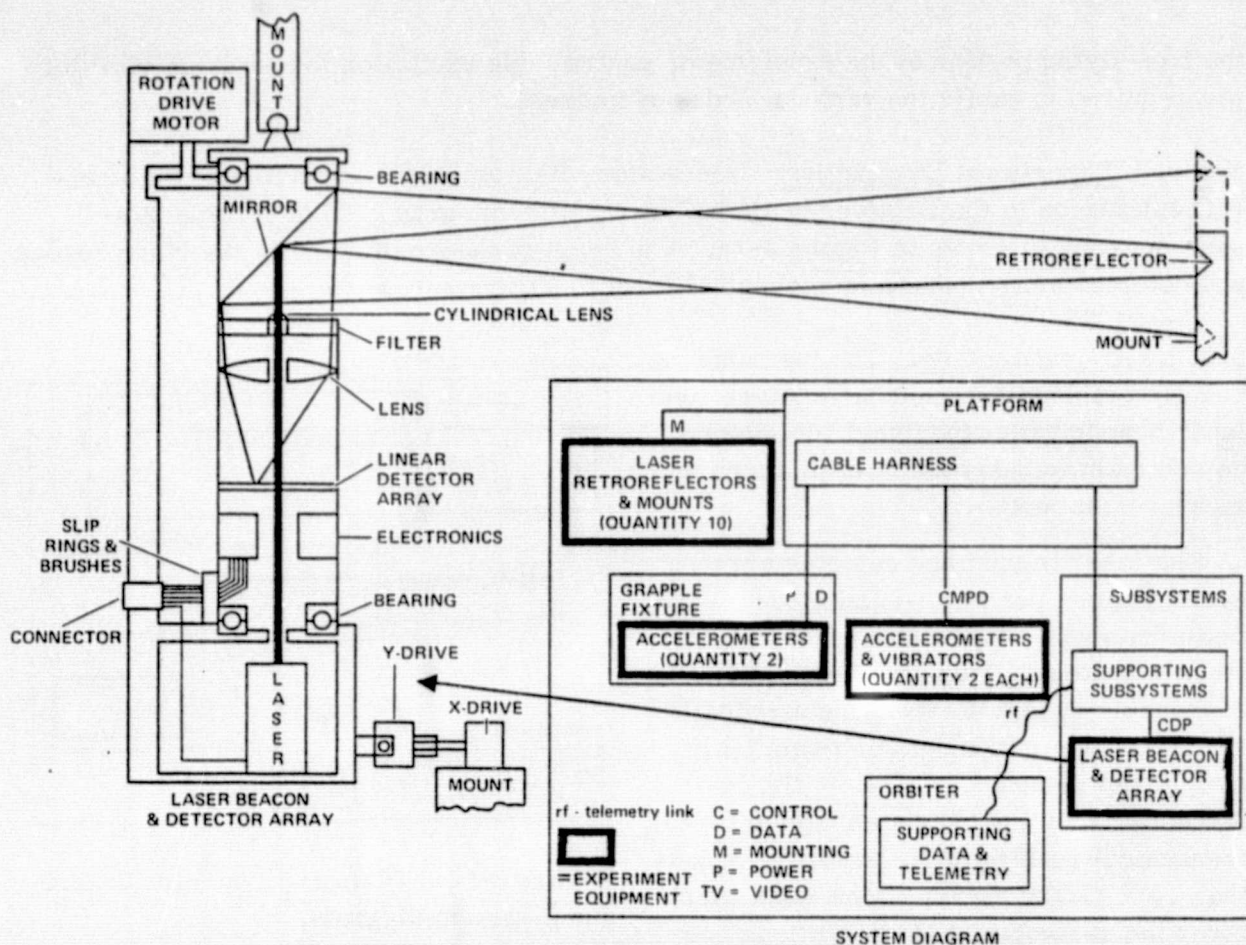 MOUNT
ROTATION
DRIVE
MOTOR
BEARING
MIRROR
RETROREFLECTOR
CYLINDRICAL LENS
FILTER
MOUNT
LENS
LINEAR
DETECTOR
ARRAY
SLIP
RINGS &
BRUSHES
ELECTRONICS
CONNECTOR
BEARING
Y-DRIVE
X-DRIVE
LASER
MOUNT
LASER BEACON
& DETECTOR ARRAY
PLATFORM
M
LASER
RETROREFLECTORS
& MOUNTS
(QUANTITY 10)
CABLE HARNESS
GRAPPLE
FIXTURE
D
CMPD
SUBSYSTEMS
ACCELEROMETERS
(QUANTITY 2)
ACCELEROMETERS
& VIBRATORS
(QUANTITY 2 EACH)
SUPPORTING
SUBSYSTEMS
rf
CDP
LASER BEACON
& DETECTOR
ARRAY
ORBITER
SUPPORTING
DATA &
TELEMETRY
rf - telemetry link
= EXPERIMENT
EQUIPMENT
C = CONTROL
D = DATA
M = MOUNTING
P = POWER
TV = VIDEO
SYSTEM DIAGRAM